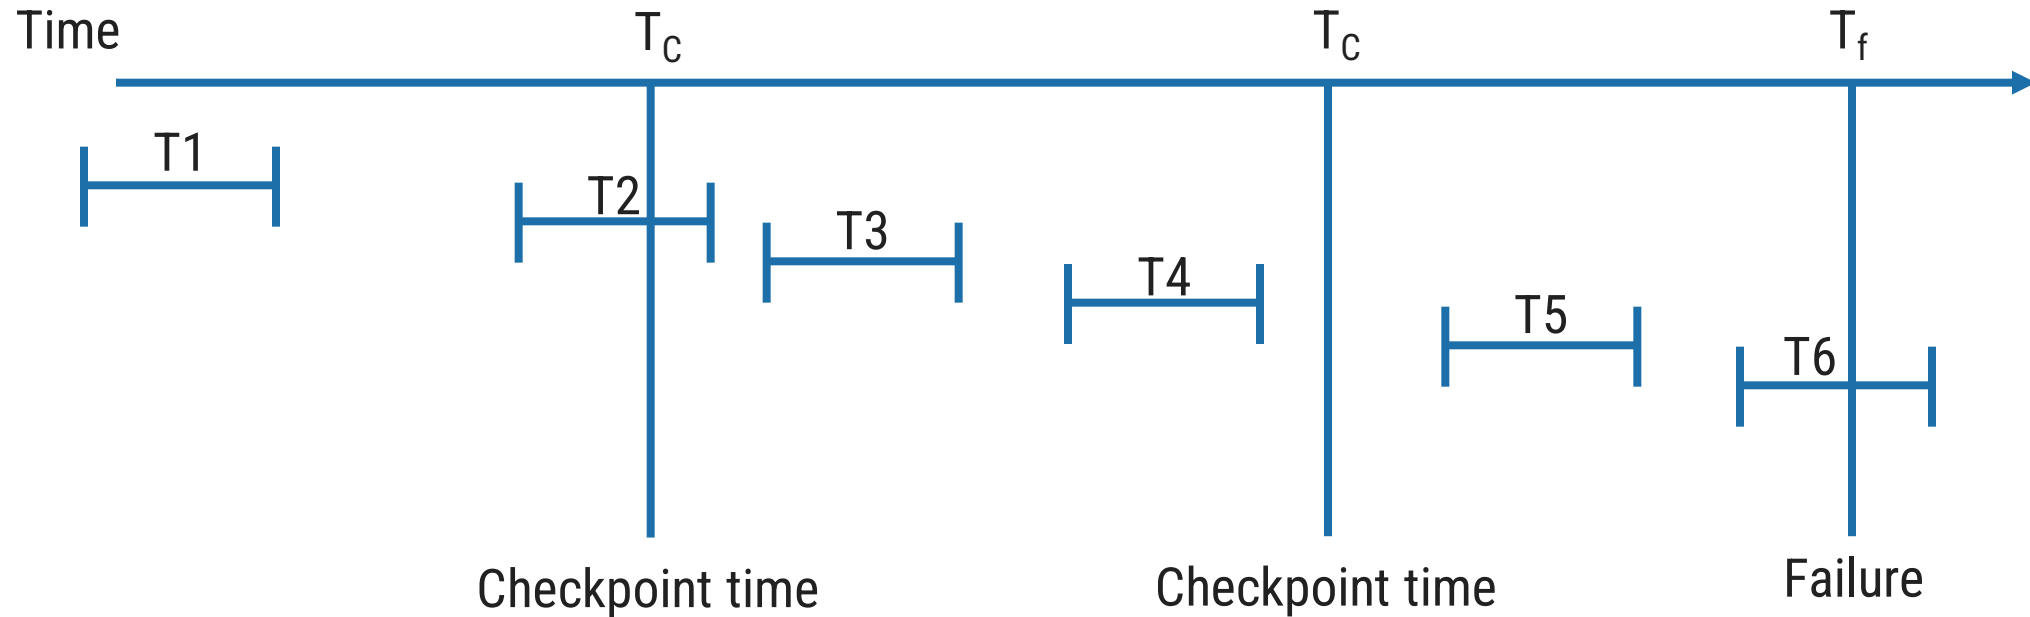 Time
TC
TC
Tf
T1
T2
T3
T4
T5
T6
Checkpoint time
Checkpoint time
Failure